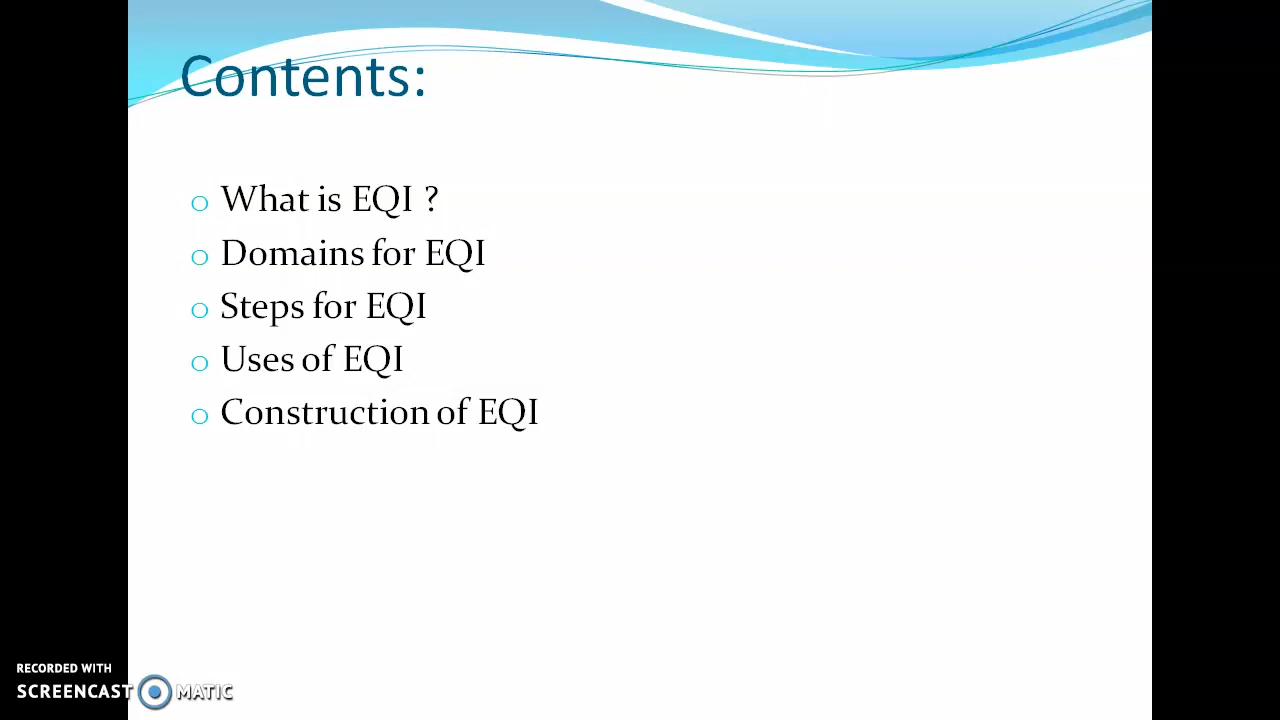 Contents:
o What is EQI ?
o Domains for EQI
o Steps for EQI
o Uses of EQI
o Construction of EQI
RECORDED WITH
SCREENCAST MATIC